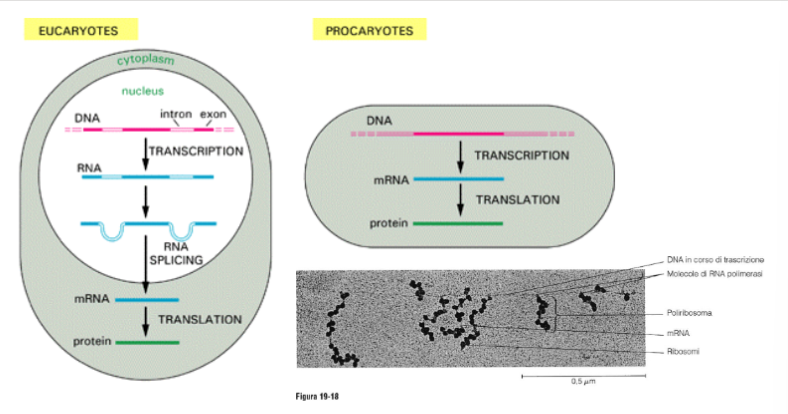 EUCARYOTES
cytoplasm
nucleus
DNA
intron exon
TRANSCRIPTION
RNA
RNA
SPLICING
mRNA
TRANSLATION
protein
PROCARYOTES
DNA
TRANSCRIPTION
mRNA
TRANSLATION
protein
DNA in corso di trascrizione
Molecole di RNA polimerasi
Poliribosoma
mRNA
Ribosomi
0,5 μm
Figura 19-18